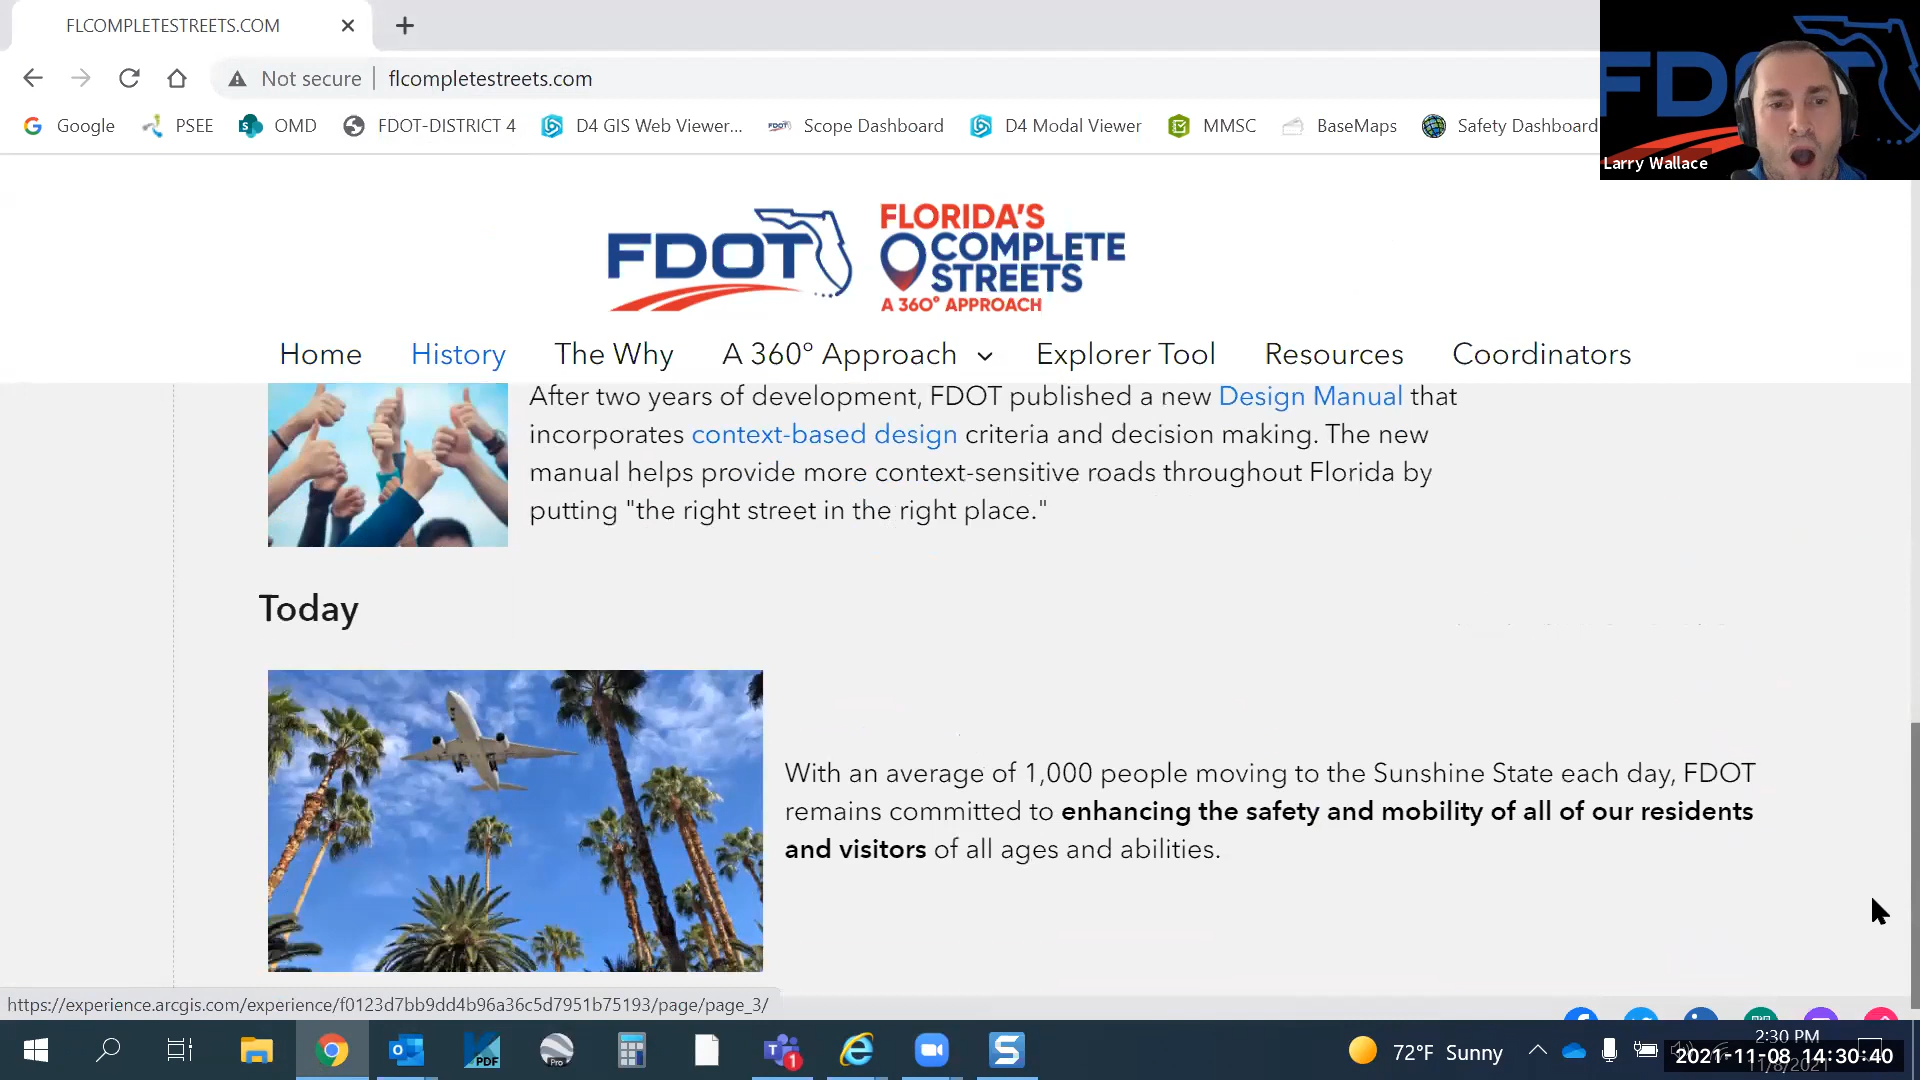 FLCOMPLETESTREETS.COM
Not secure
flcompletestreets.com
Google
PSEE
OMD
FDOT-DISTRICT 4
D4 GIS Web Viewer...
Scope Dashboard
D4 Modal Viewer
MMSC
BaseMaps
Safety Dashboard
Larry Wallace
FDOT
FLORIDA'S
COMPLETE
STREETS
A 360° APPROACH
Home
History
The Why
A 360° Approach
Explorer Tool
Resources
Coordinators
After two years of development, FDOT published a new Design Manual that
incorporates context-based design criteria and decision making. The new
manual helps provide more context-sensitive roads throughout Florida by
putting "the right street in the right place."
Today
With an average of 1,000 people moving to the Sunshine State each day, FDOT
remains committed to enhancing the safety and mobility of all of our residents
and visitors of all ages and abilities.
https://experience.arcgis.com/experience/f0123d7bb9dd4b96a36c5d7951b75193/page/page_3/
PDF
Pro
72°F Sunny
2:30 PM
2021-11-08 14:30:40
11/8/2021